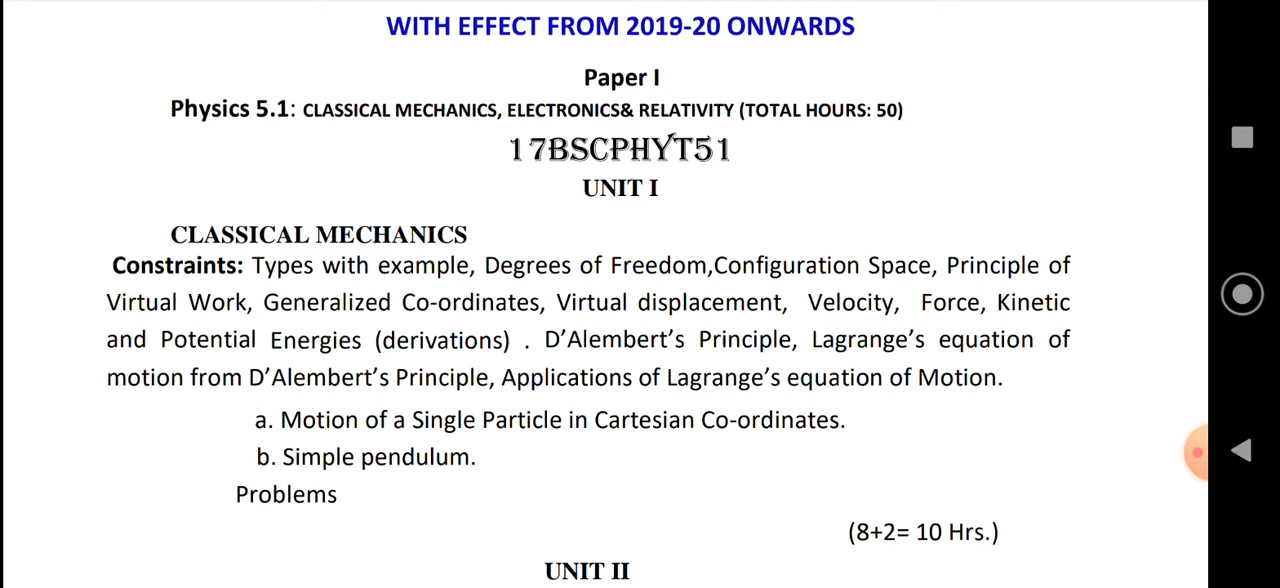 WITH EFFECT FROM 2019-20 ONWARDS
Paper I
Physics 5.1: CLASSICAL MECHANICS, ELECTRONICS& RELATIVITY (TOTAL HOURS: 50)
17BSCPHYT51
UNIT I
CLASSICAL MECHANICS
Constraints: Types with example, Degrees of Freedom,Configuration Space, Principle of
Virtual Work, Generalized Co-ordinates, Virtual displacement, Velocity, Force, Kinetic
and Potential Energies (derivations) . D’Alembert’s Principle, Lagrange’s equation of
motion from D’Alembert’s Principle, Applications of Lagrange’s equation of Motion.
a. Motion of a Single Particle in Cartesian Co-ordinates.
b. Simple pendulum.
Problems
(8+2= 10 Hrs.)
UNIT II